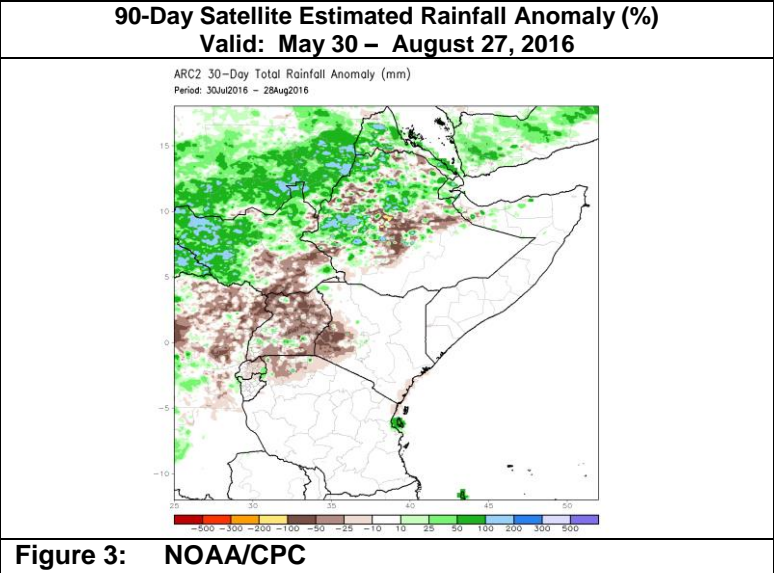 90-Day Satellite Estimated Rainfall Anomaly (%)
Valid:  May 30 – August 27, 2016
ARC2 30-Day Total Rainfall Anomaly (mm)
Period: 30Jul2016 – 28Aug2016
15
10
5
0
-5
-10
25 30 35 40 45 50
-500 -300 -200 -100 -50 -25 -10 10 25 50 100 200 300 500
Figure 3: NOAA/CPC